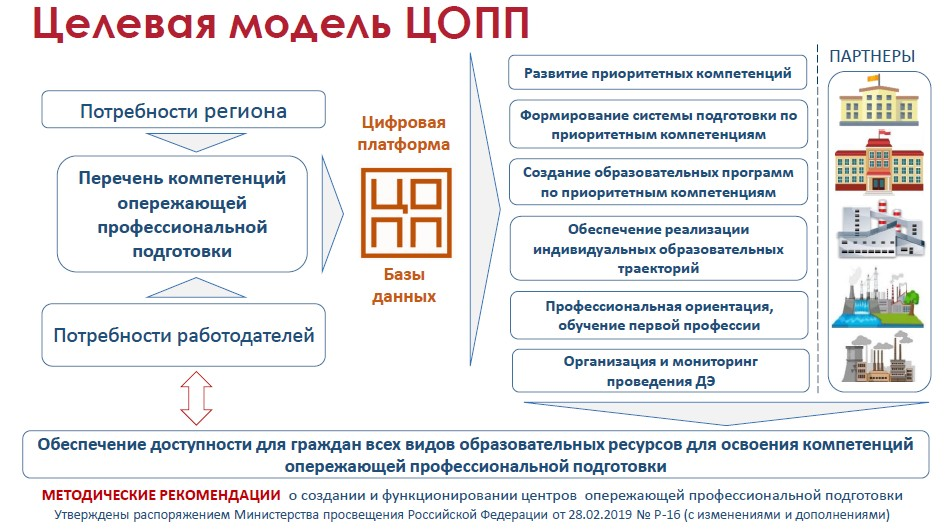 Целевая модель ЦОПП
Потребности региона
Перечень компетенций
опережающей
профессиональной
подготовки
Потребности работодателей
Цифровая
платформа
ЦО
ПП
Базы
данных
Развитие приоритетных компетенций
Формирование системы подготовки по
приоритетным компетенциям
Создание образовательных программ
по приоритетным компетенциям
Обеспечение реализации
индивидуальных образовательных
траекторий
Профессиональная ориентация,
обучение первой профессии
Организация и мониторинг
проведения ДЭ
ПАРТНЕРЫ
Обеспечение доступности для граждан всех видов образовательных ресурсов для освоения компетенций
опережающей профессиональной подготовки
МЕТОДИЧЕСКИЕ РЕКОМЕНДАЦИИ о создании и функционировании центров опережающей профессиональной подготовки
Утверждены распоряжением Министерства просвещения Российской Федерации от 28.02.2019 № Р-16 (с изменениями и дополнениями)